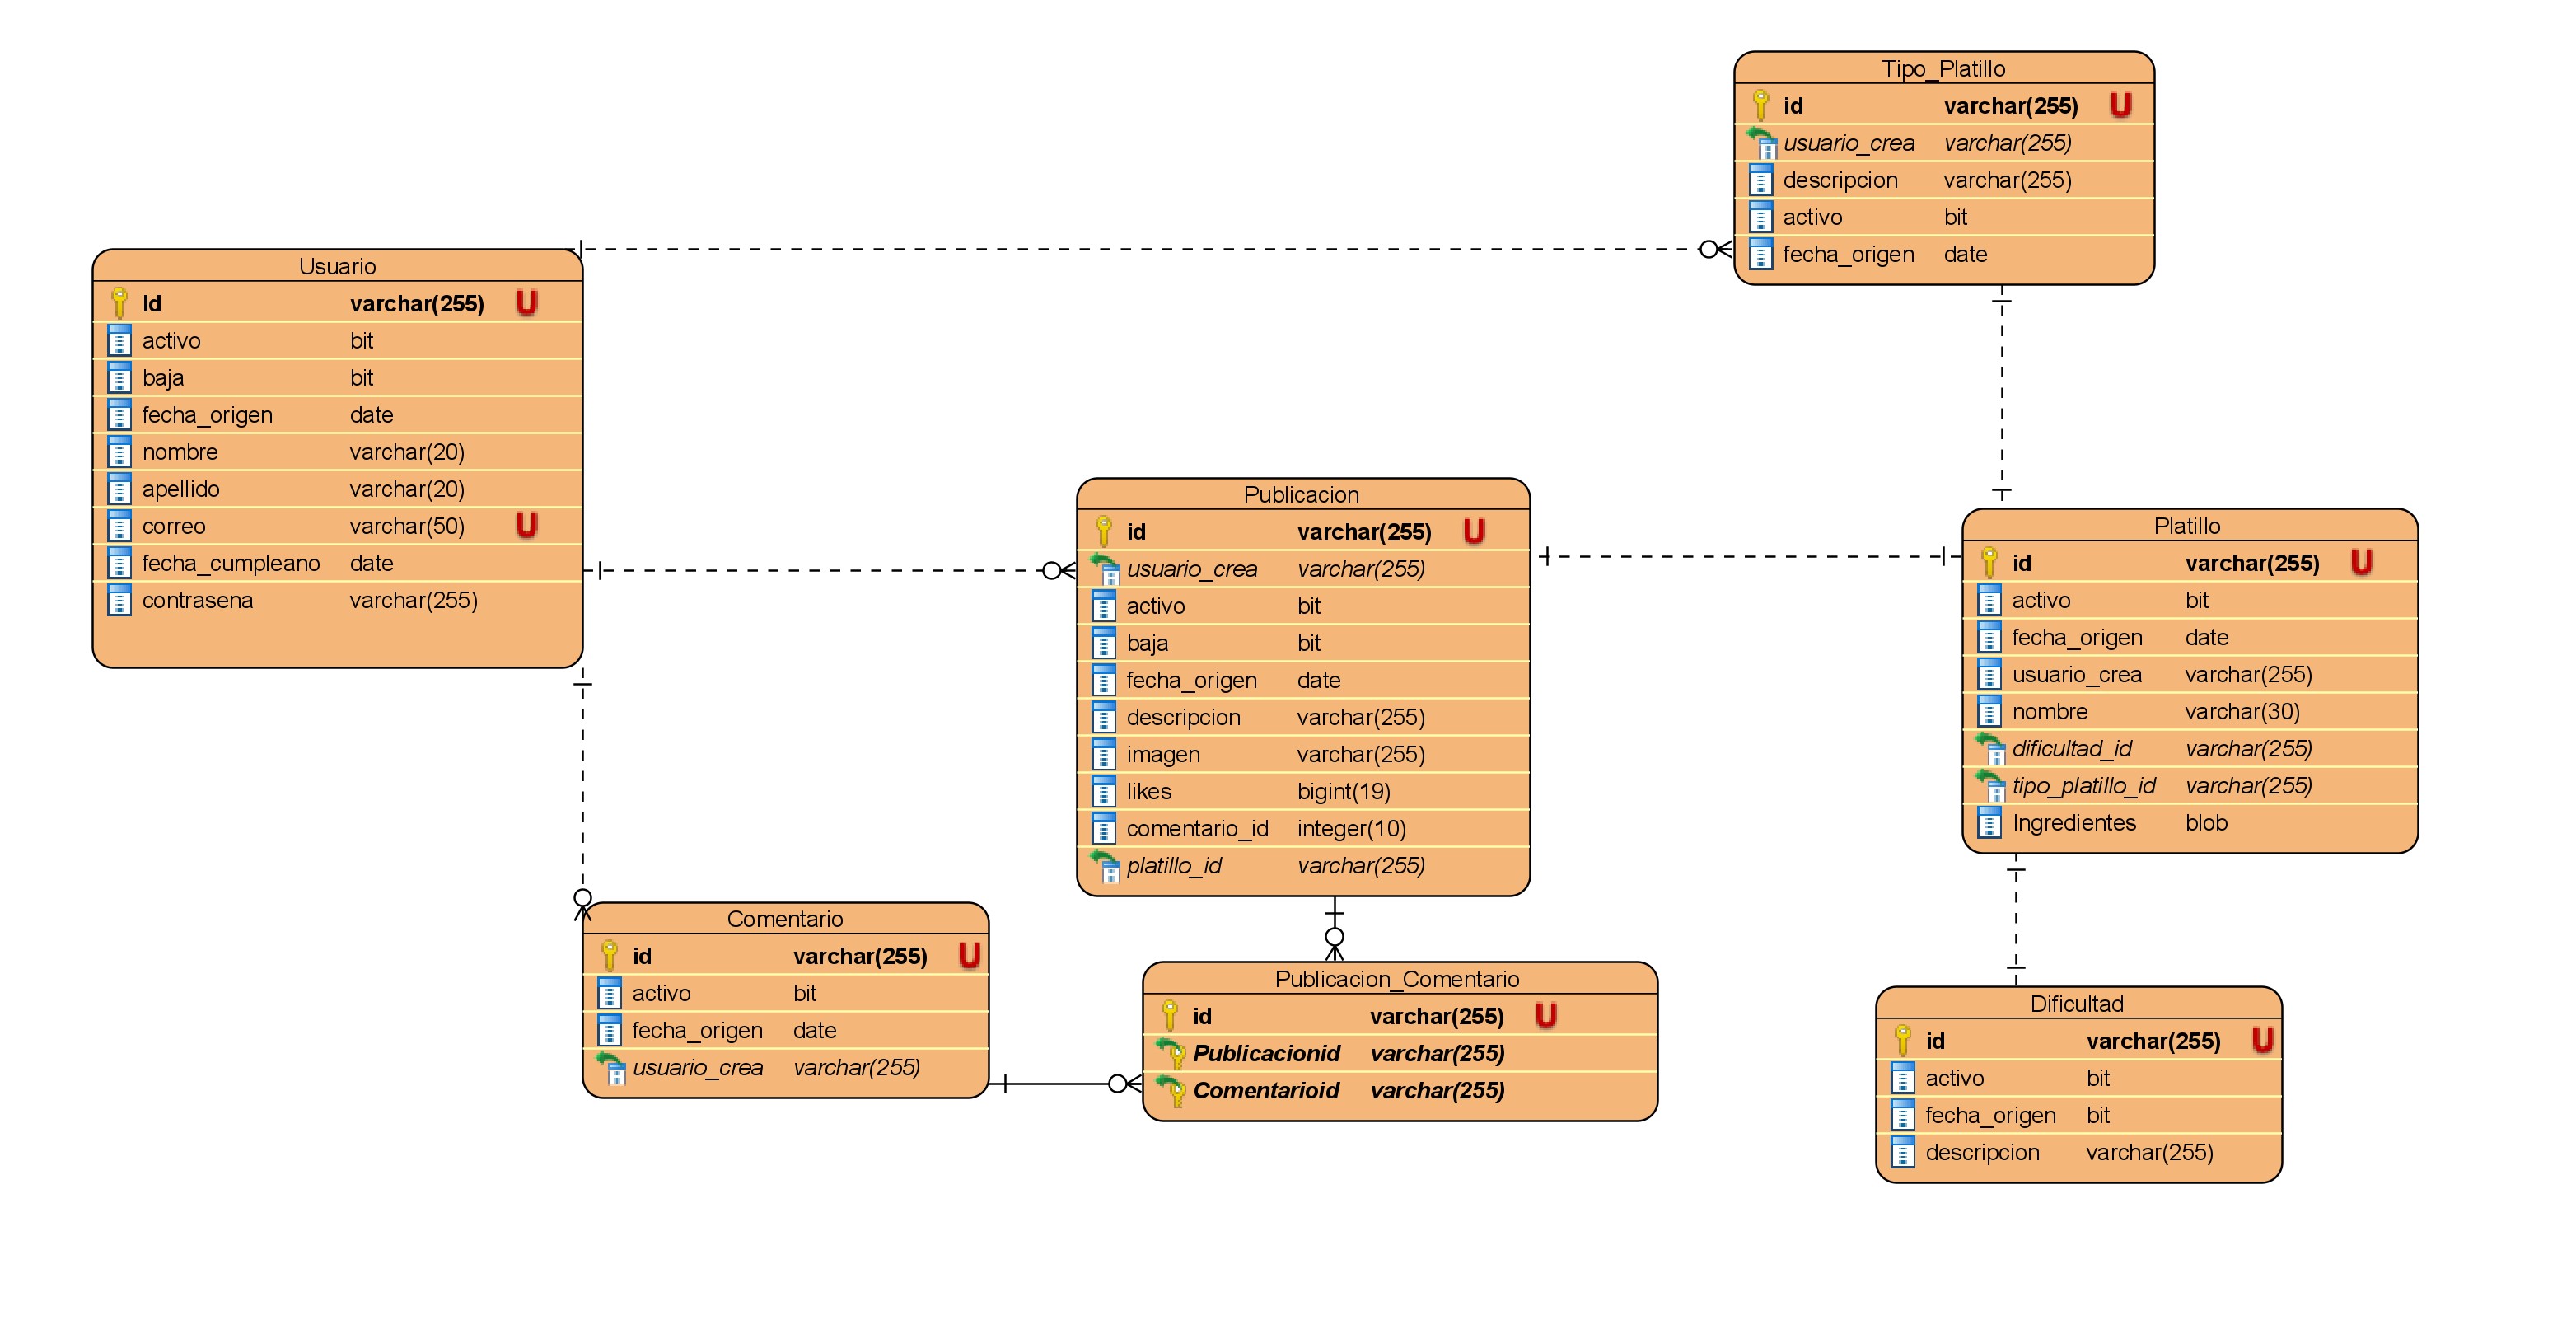 Tipo_Platillo
id varchar(255) U
usuario_crea varchar(255)
descripcion varchar(255)
activo bit
fecha_origen date
Usuario
Id varchar(255) U
activo bit
baja bit
fecha_origen date
nombre varchar(20)
apellido varchar(20)
correo varchar(50) U
fecha_cumpleano date
contrasena varchar(255)
Publicacion
id varchar(255) U
usuario_crea varchar(255)
activo bit
baja bit
fecha_origen date
descripcion varchar(255)
imagen varchar(255)
likes bigint(19)
comentario_id integer(10)
platillo_id varchar(255)
Platillo
id varchar(255) U
activo bit
fecha_origen date
usuario_crea varchar(255)
nombre varchar(30)
dificultad_id varchar(255)
tipo_platillo_id varchar(255)
Ingredientes blob
Comentario
id varchar(255) U
activo bit
fecha_origen date
usuario_crea varchar(255)
Publicacion_Comentario
id varchar(255) U
Publicacionid varchar(255)
Comentarioid varchar(255)
Dificultad
id varchar(255) U
activo bit
fecha_origen bit
descripcion varchar(255)